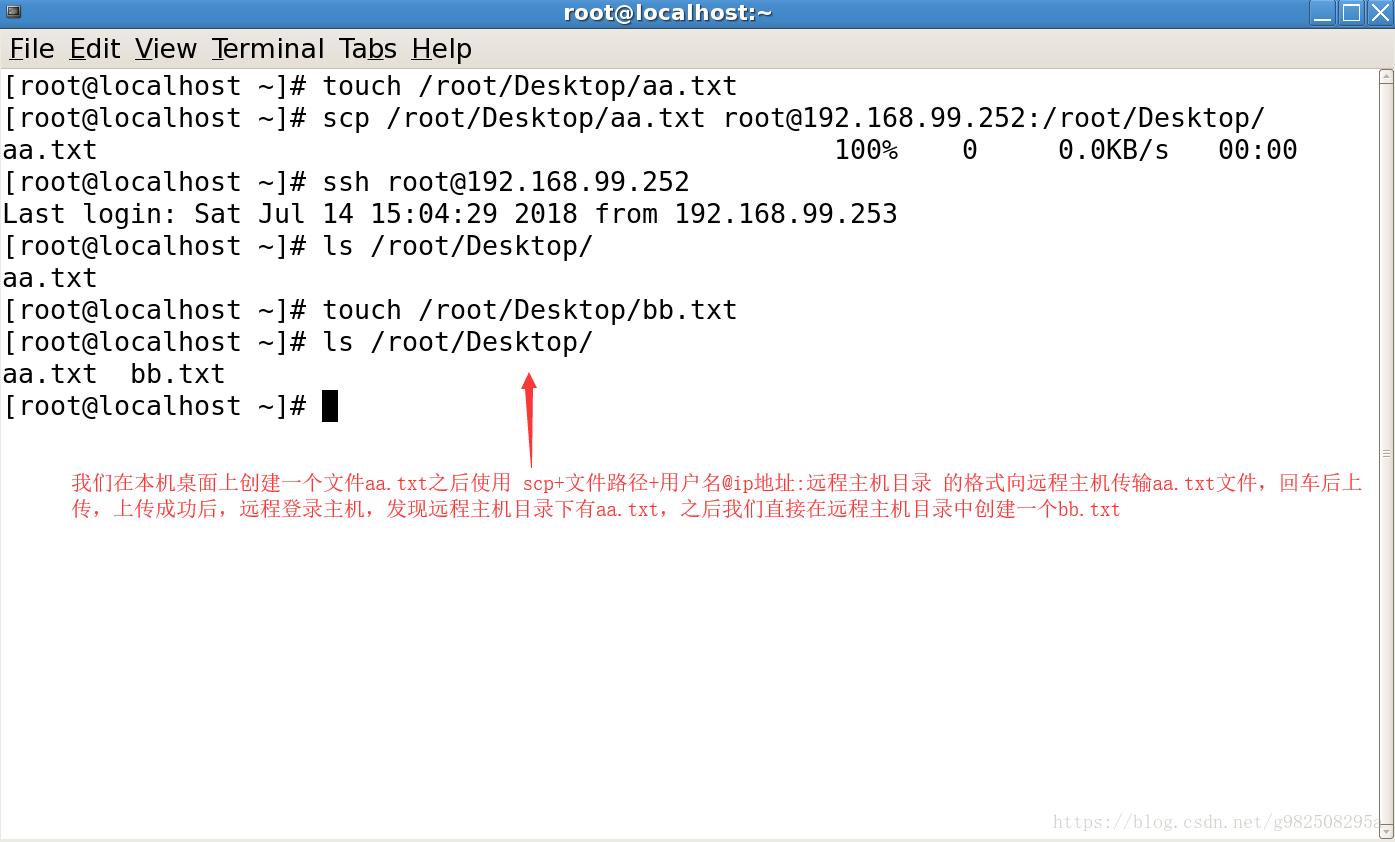 root@localhost:~
File Edit View Terminal Tabs Help
[root@localhost ~]# touch /root/Desktop/aa.txt
[root@localhost ~]# scp /root/Desktop/aa.txt root@192.168.99.252:/root/Desktop/
aa.txt 100% 0 0.0KB/s 00:00
[root@localhost ~]# ssh root@192.168.99.252
Last login: Sat Jul 14 15:04:29 2018 from 192.168.99.253
[root@localhost ~]# ls /root/Desktop/
aa.txt
[root@localhost ~]# touch /root/Desktop/bb.txt
[root@localhost ~]# ls /root/Desktop/
aa.txt bb.txt
[root@localhost ~]#
我们在本机桌面上创建一个文件aa.txt之后使用 scp+文件路径+用户名@ip地址:远程主机目录 的格式向远程主机传输aa.txt文件，回车后上
传，上传成功后，远程登录主机，发现远程主机目录下有aa.txt，之后我们直接在远程主机目录中创建一个bb.txt
https://blog.csdn.net/g982508295a